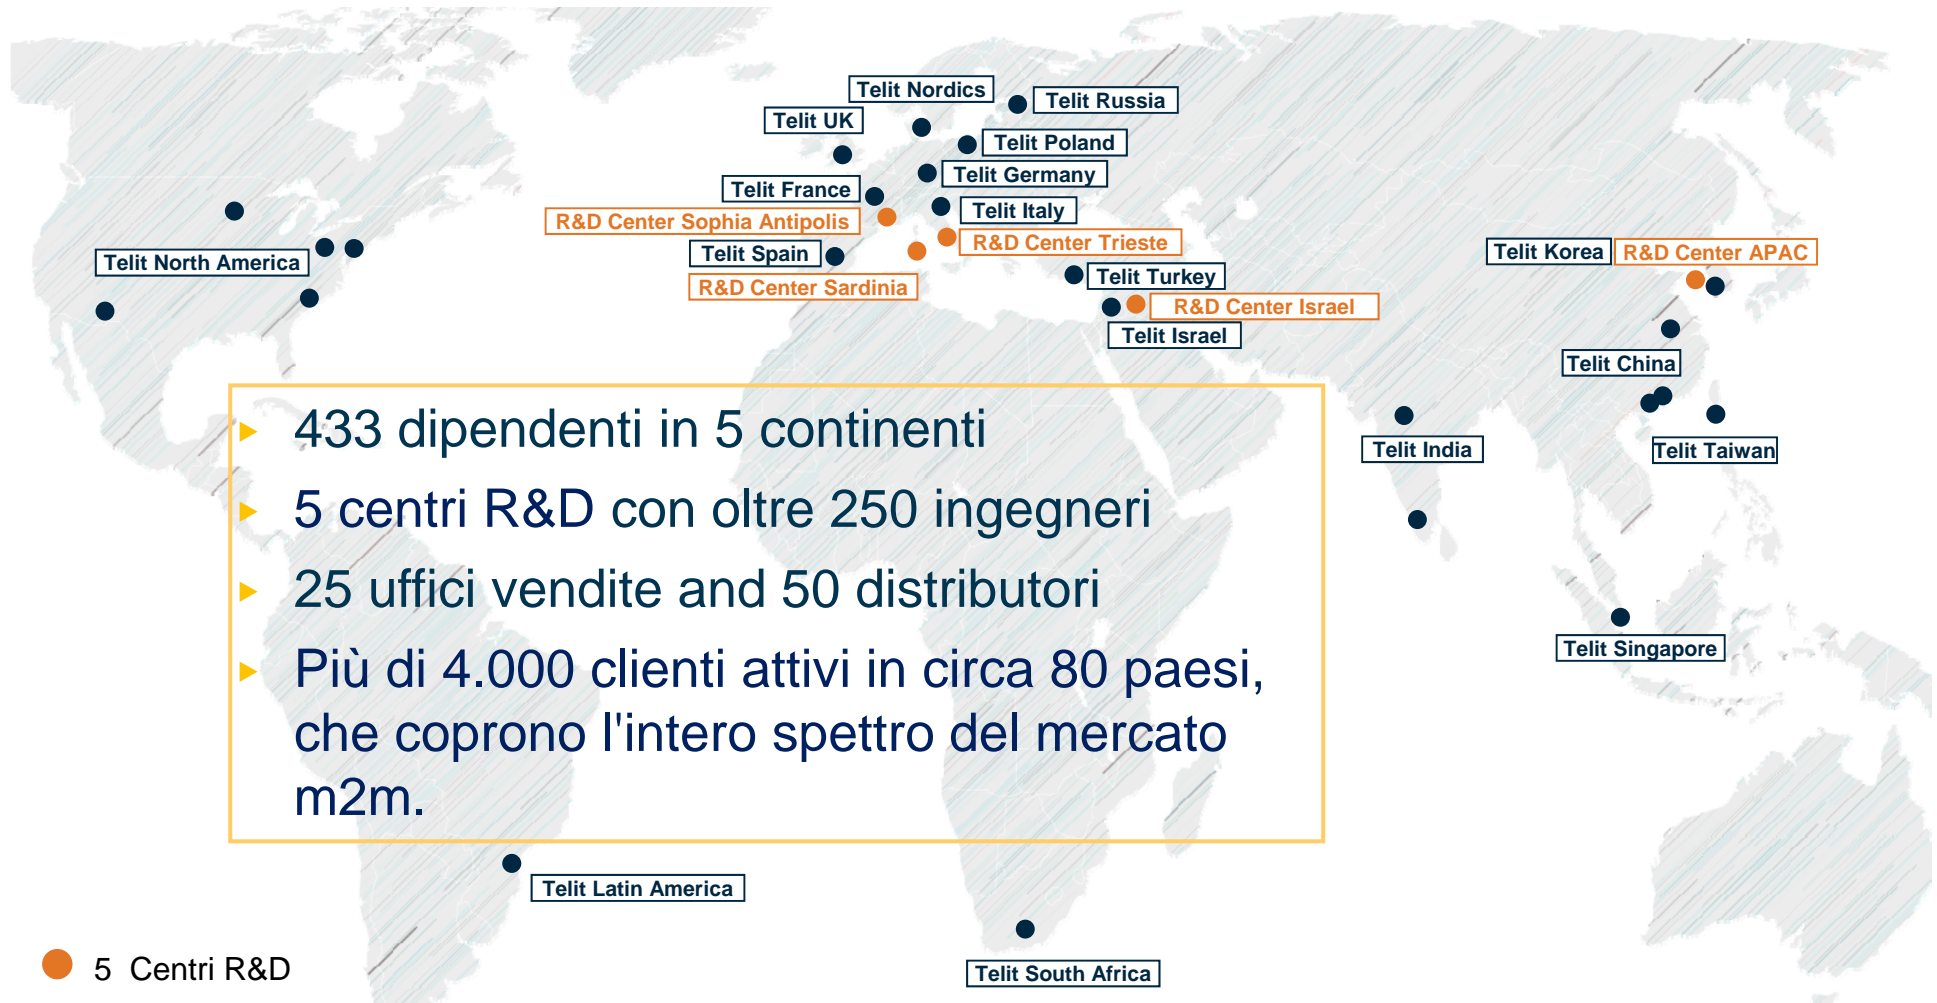 Telit Nordics
Telit Russia
Telit UK
Telit Poland
Telit Germany
Telit France
Telit Italy
R&D Center Sophia Antipolis
R&D Center Trieste
Telit Spain
Telit North America
Telit Korea
R&D Center APAC
Telit Turkey
R&D Center Sardinia
R&D Center Israel
Telit Israel
Telit China
433 dipendenti in 5 continenti
Telit India
Telit Taiwan
5 centri R&D con oltre 250 ingegneri
25 uffici vendite and 50 distributori
Telit Singapore
Più di 4.000 clienti attivi in circa 80 paesi,
che coprono l'intero spettro del mercato
m2m.
Telit Latin America
5 Centri R&D
Telit South Africa